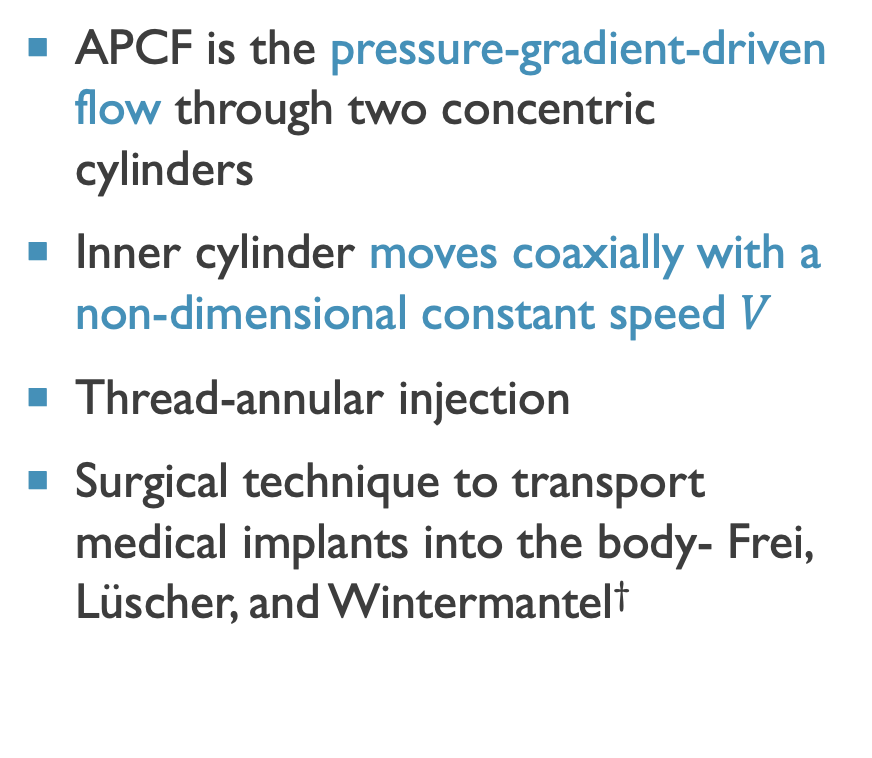 ▪ APCF is the pressure-gradient-driven
flow through two concentric
cylinders
▪ Inner cylinder moves coaxially with a
non-dimensional constant speed V
▪ Thread-annular injection
▪ Surgical technique to transport
medical implants into the body- Frei,
Lüscher, and Wintermantel†